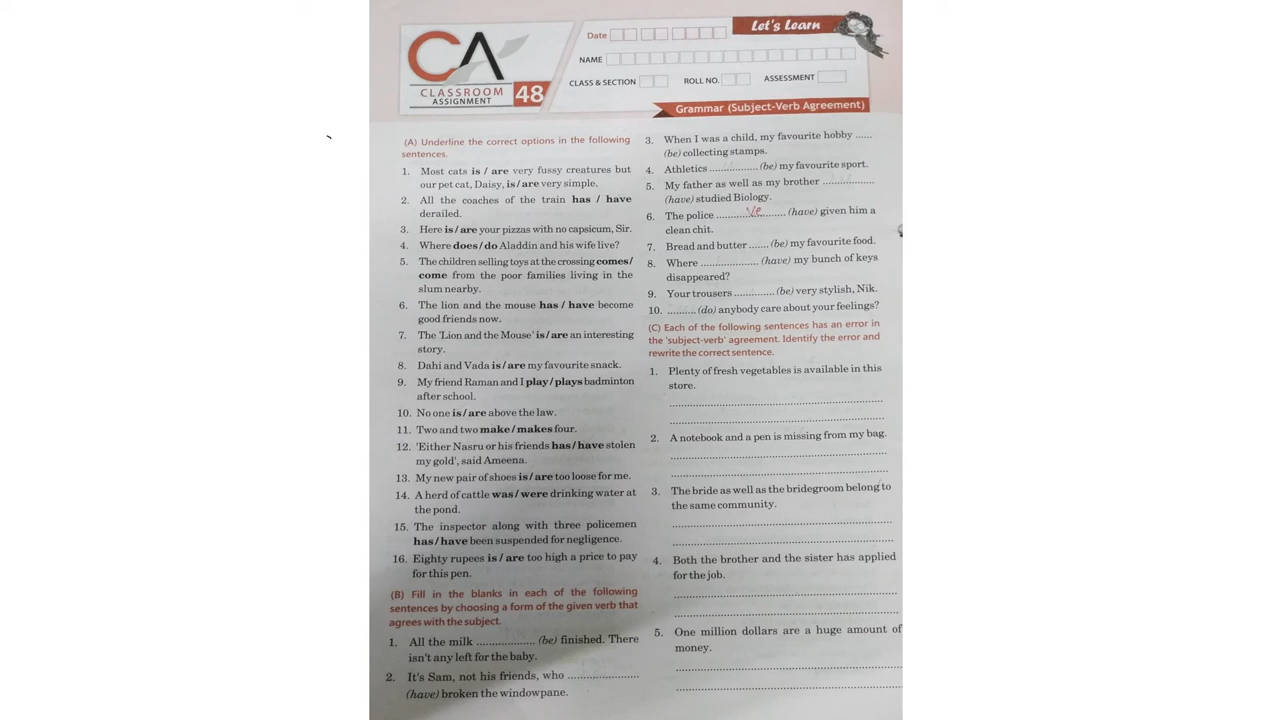 Let's Learn
Date
CA
NAME
CLASS & SECTION
ROLL NO.
ASSESSMENT
CLASSROOM
ASSIGNMENT
48
Grammar (Subject-Verb Agreement)
(A) Underline the correct options in the following
sentences.
1. Most cats is / are very fussy creatures but
our pet cat, Daisy, is / are very simple.
2. All the coaches of the train has / have
derailed.
3. Here is / are your pizzas with no capsicum, Sir.
4. Where does / do Aladdin and his wife live?
5. The children selling toys at the crossing comes/
come from the poor families living in the
slum nearby.
6. The lion and the mouse has / have become
good friends now.
7. The 'Lion and the Mouse' is / are an interesting
story.
8. Dahi and Vada is / are my favourite snack.
9. My friend Raman and I play / plays badminton
after school.
10. No one is / are above the law.
11. Two and two make / makes four.
12. 'Either Nasru or his friends has / have stolen
my gold', said Ameena.
13. My new pair of shoes is / are too loose for me.
14. A herd of cattle was / were drinking water at
the pond.
15. The inspector along with three policemen
has / have been suspended for negligence.
16. Eighty rupees is / are too high a price to pay
for this pen.
(B) Fill in the blanks in each of the following
sentences by choosing a form of the given verb that
agrees with the subject.
1. All the milk .................... (be) finished. There
isn't any left for the baby.
2. It's Sam, not his friends, who ........................
(have) broken the windowpane.
3. When I was a child, my favourite hobby ......
(be) collecting stamps.
4. Athletics ................. (be) my favourite sport.
5. My father as well as my brother ..................
(have) studied Biology.
6. The police ........................ (have) given him a
clean chit.
7. Bread and butter ....... (be) my favourite food.
8. Where .................... (have) my bunch of keys
disappeared?
9. Your trousers .............. (be) very stylish, Nik.
10. .......... (do) anybody care about your feelings?
(C) Each of the following sentences has an error in
the 'subject-verb' agreement. Identify the error and
rewrite the correct sentence.
1. Plenty of fresh vegetables is available in this
store.
2. A notebook and a pen is missing from my bag.
3. The bride as well as the bridegroom belong to
the same community.
4. Both the brother and the sister has applied
for the job.
5. One million dollars are a huge amount of
money.